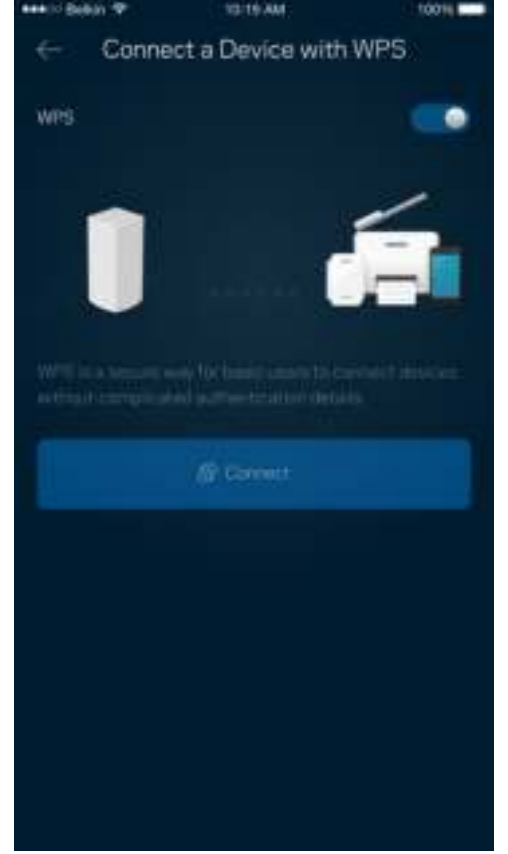 Belkin 10:19 AM 100%
Connect a Device with WPS
WPS
WPS is a secure way for basic users to connect devices
without complicated authentication details.
Connect